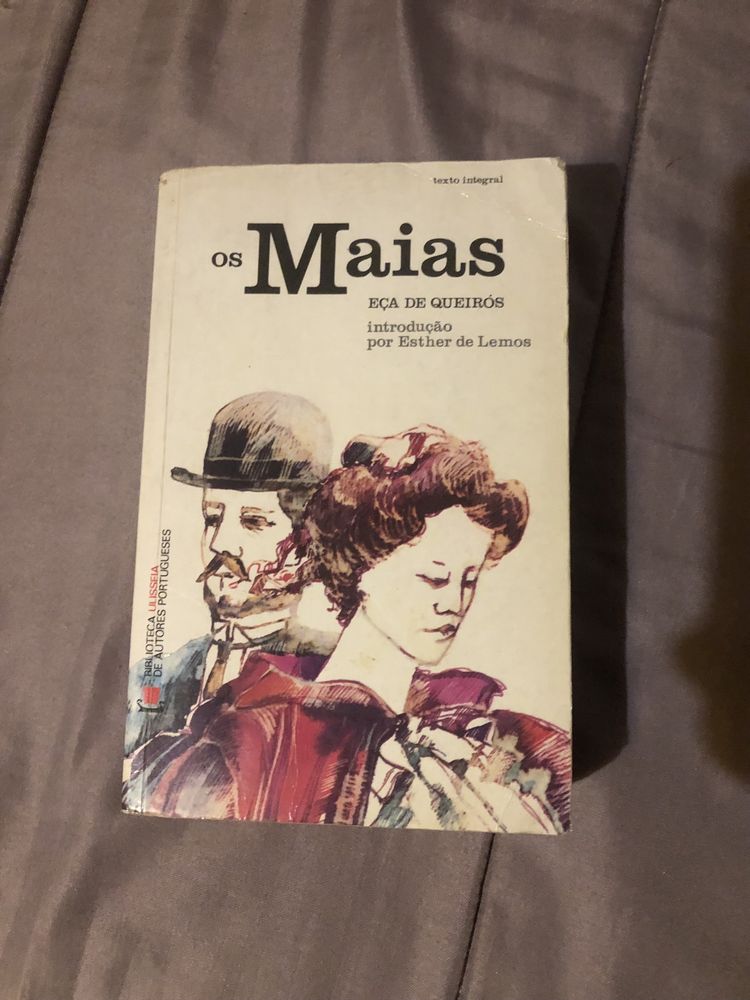 texto integral
os Maias
EÇA DE QUEIRÓS
introdução
por Esther de Lemos
BIBLIOTECA ULISSEIA
DE AUTORES PORTUGUESES